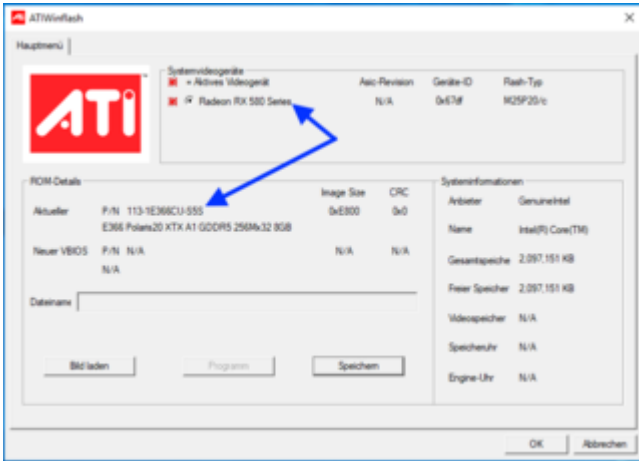 ATIWinflash
Hauptmenü
ATI
Systemvideogeräte
= Aktives Videogerät Asic-Revision Geräte-ID Flash-Typ
Radeon RX 580 Series N/A 0x67df M25P20/c
ROM-Details
Image Size CRC
Aktueller P/N 113-1E366CU-S55 0xE800 0x0
E366 Polaris20 XTX A1 GDDR5 256Mx32 8GB
Neuer VBIOS P/N N/A N/A N/A
N/A
Dateiname
Bild laden Programm Speichern
Systeminformationen
Anbieter GenuineIntel
Name Intel(R) Core(TM)
Gesamtspeiche 2,097,151 KB
Freier Speicher 2,097,151 KB
Videospeicher N/A
Speicheruhr N/A
Engine-Uhr N/A
OK Abbrechen